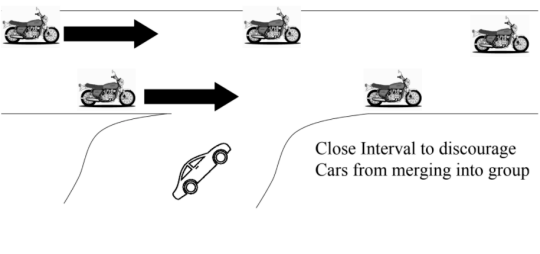 Close Interval to discourage
Cars from merging into group